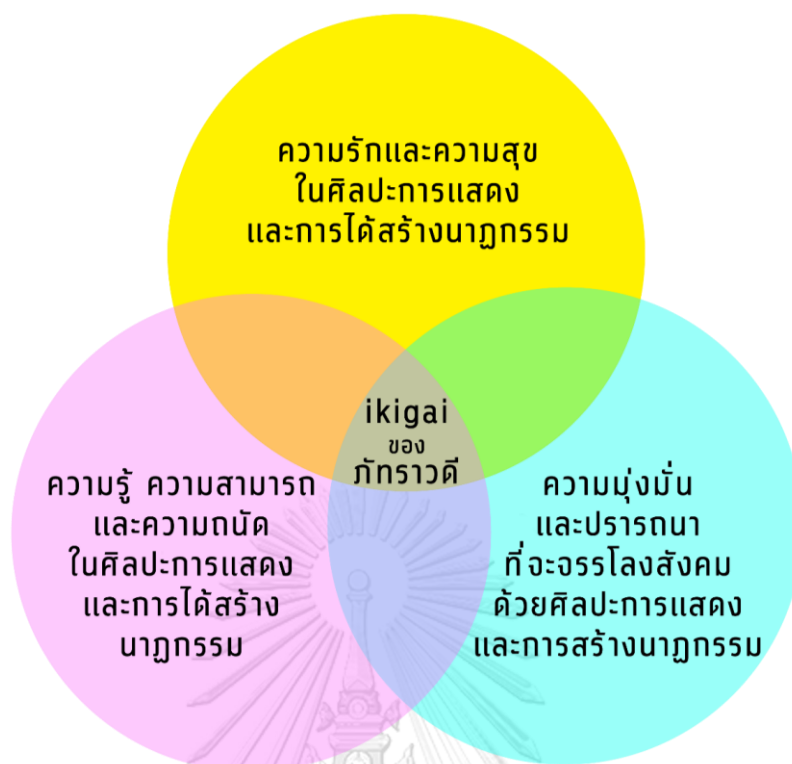 ความรักและความสุข
ในศิลปะการแสดง
และการได้สร้างนาฏกรรม
ikigai
ของ
ภัทราวดี
ความรู้ ความสามารถ
และความถนัด
ในศิลปะการแสดง
และการได้สร้าง
นาฏกรรม
ความมุ่งมั่น
และปรารถนา
ที่จะจรรโลงสังคม
ด้วยศิลปะการแสดง
และการสร้างนาฏกรรม